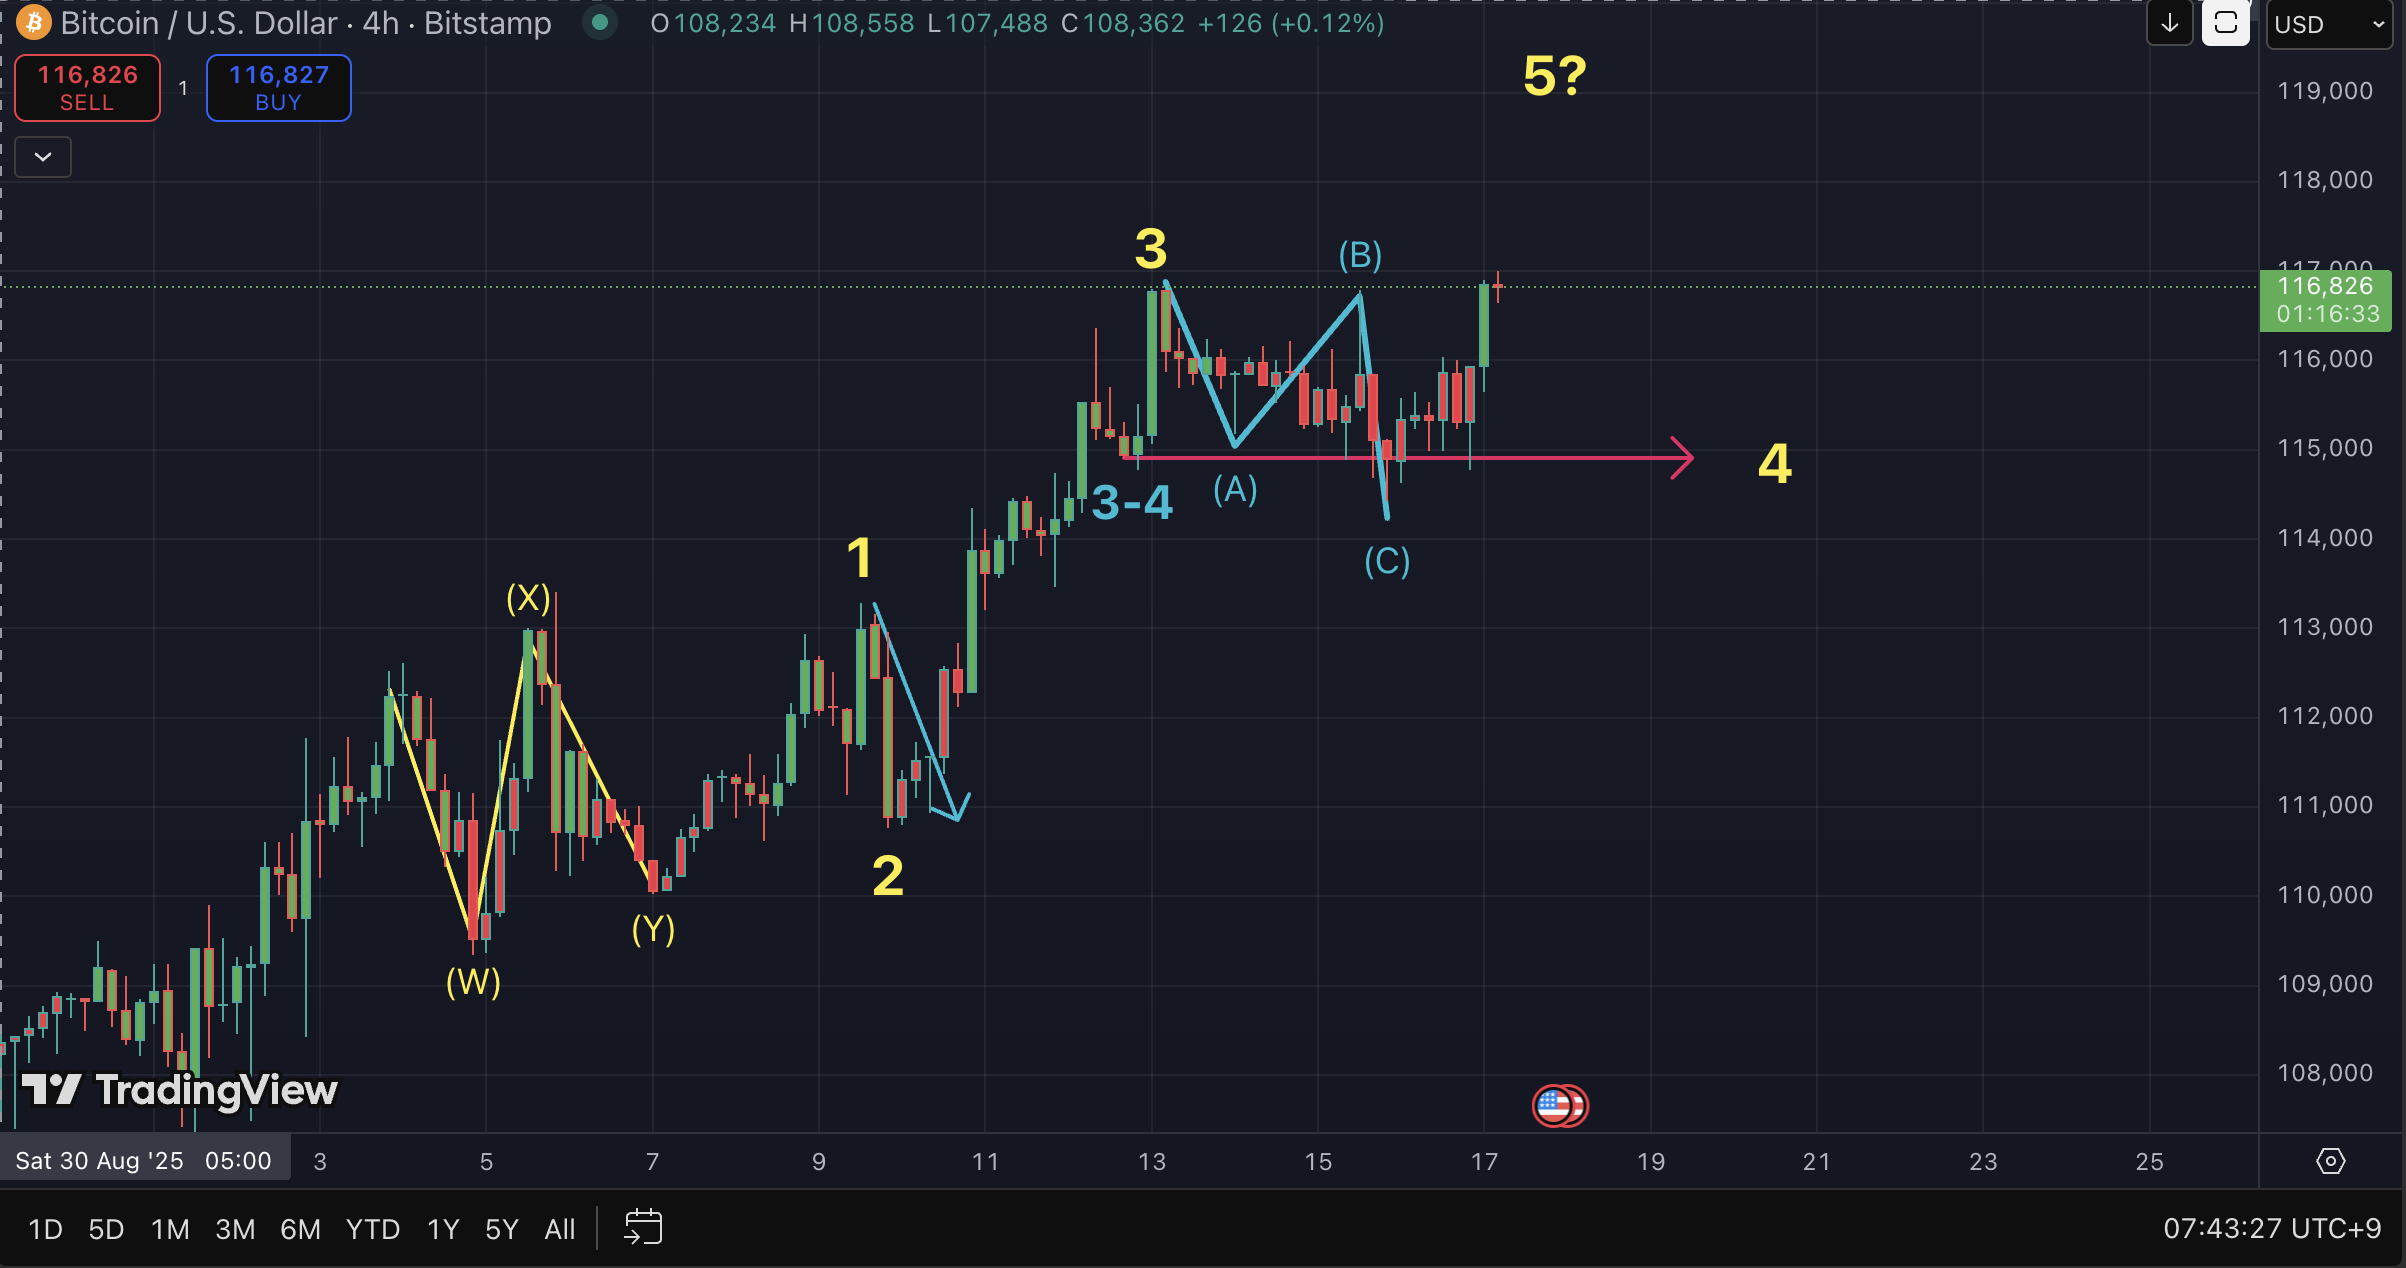 Bitcoin / U.S. Dollar · 4h · Bitstamp O108,234 H108,558 L107,488 C108,362 +126 (+0.12%)
USD
116,826
SELL
1
116,827
BUY
5?
119,000
118,000
117,000
116,826
01:16:33
116,000
115,000
114,000
113,000
112,000
111,000
110,000
109,000
108,000
3
(B)
4
3-4
(A)
(C)
1
(X)
2
(Y)
(W)
TradingView
Sat 30 Aug '25 05:00 3 5 7 9 11 13 15 17 19 21 23 25
1D 5D 1M 3M 6M YTD 1Y 5Y All
07:43:27 UTC+9